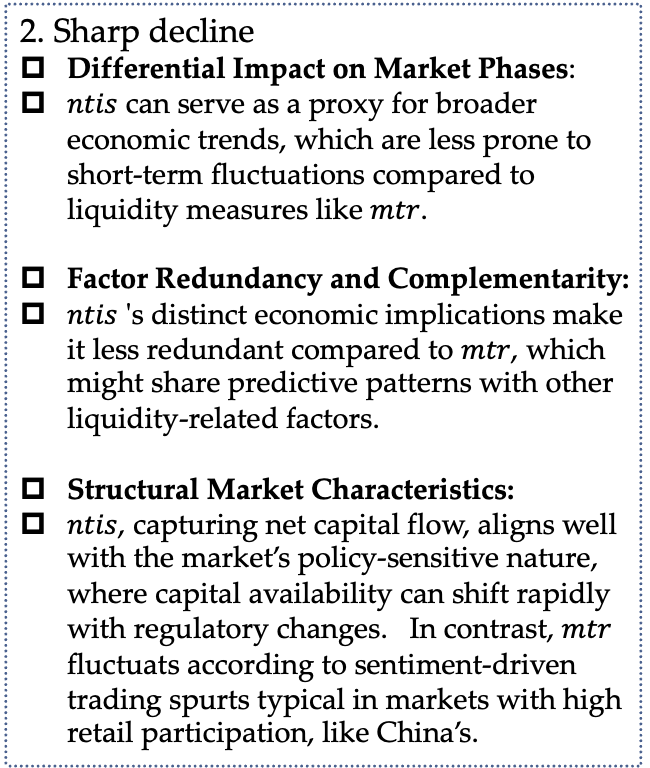 2. Sharp decline
❑ Differential Impact on Market Phases:
❑ ntis can serve as a proxy for broader
economic trends, which are less prone to
short-term fluctuations compared to
liquidity measures like mtr.
❑ Factor Redundancy and Complementarity:
❑ ntis 's distinct economic implications make
it less redundant compared to mtr, which
might share predictive patterns with other
liquidity-related factors.
❑ Structural Market Characteristics:
❑ ntis, capturing net capital flow, aligns well
with the market’s policy-sensitive nature,
where capital availability can shift rapidly
with regulatory changes. In contrast, mtr
fluctuats according to sentiment-driven
trading spurts typical in markets with high
retail participation, like China’s.